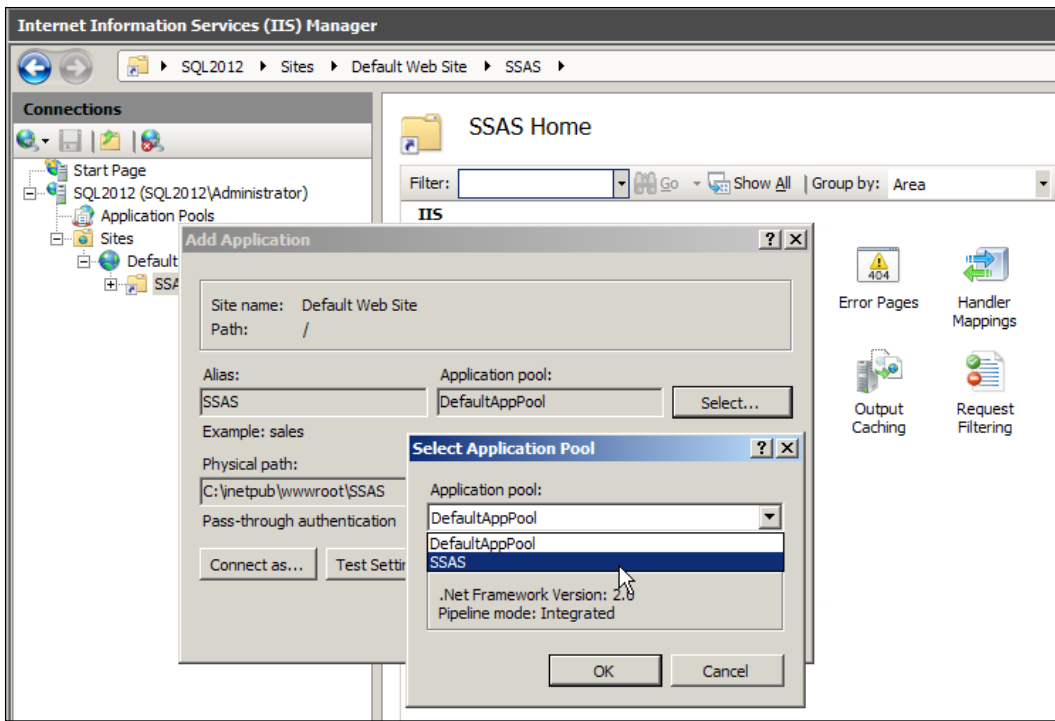 Internet Information Services (IIS) Manager
SQL2012 Sites Default Web Site SSAS
Connections
Start Page
SQL2012 (SQL2012\Administrator)
Application Pools
Sites
Default
SSA
SSAS Home
Filter: Go Show All Group by: Area
IIS
Error Pages
Handler Mappings
Output Caching
Request Filtering
404
Add Application
Site name: Default Web Site
Path: /
Alias:
SSAS
Application pool:
DefaultAppPool
Select...
Example: sales
Physical path:
C:\inetpub\wwwroot\SSAS
Pass-through authentication
Connect as...
Test Settin
Select Application Pool
Application pool:
DefaultAppPool
DefaultAppPool
SSAS
.Net Framework Version: 2.0
Pipeline mode: Integrated
OK
Cancel